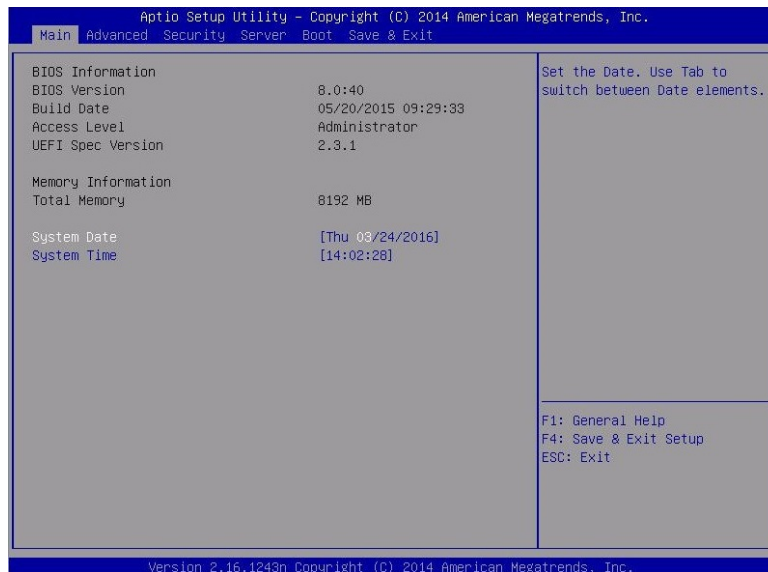 Aptio Setup Utility – Copyright (C) 2014 American Megatrends, Inc.
Main Advanced Security Server Boot Save & Exit
BIOS Information
BIOS Version 8.0:40
Build Date 05/20/2015 09:29:33
Access Level Administrator
UEFI Spec Version 2.3.1
Memory Information
Total Memory 8192 MB
System Date [Thu 03/24/2016]
System Time [14:02:28]
Set the Date. Use Tab to
switch between Date elements.
F1: General Help
F4: Save & Exit Setup
ESC: Exit
Version 2.16.1243n Copyright (C) 2014 American Megatrends, Inc.